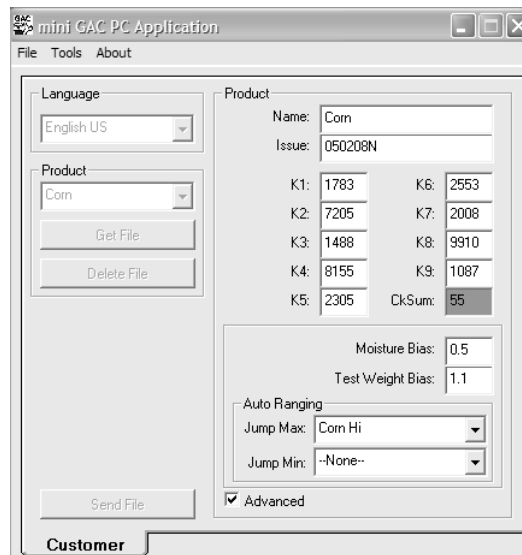 mini GAC PC Application
File Tools About
Language
English US
Product
Corn
Get File
Delete File
Send File
Product
Name: Corn
Issue: 050208N
K1: 1783 K6: 2553
K2: 7205 K7: 2008
K3: 1488 K8: 9910
K4: 8155 K9: 1087
K5: 2305 CkSum: 55
Moisture Bias: 0.5
Test Weight Bias: 1.1
Auto Ranging
Jump Max: Corn Hi
Jump Min: --None--
Advanced
Customer